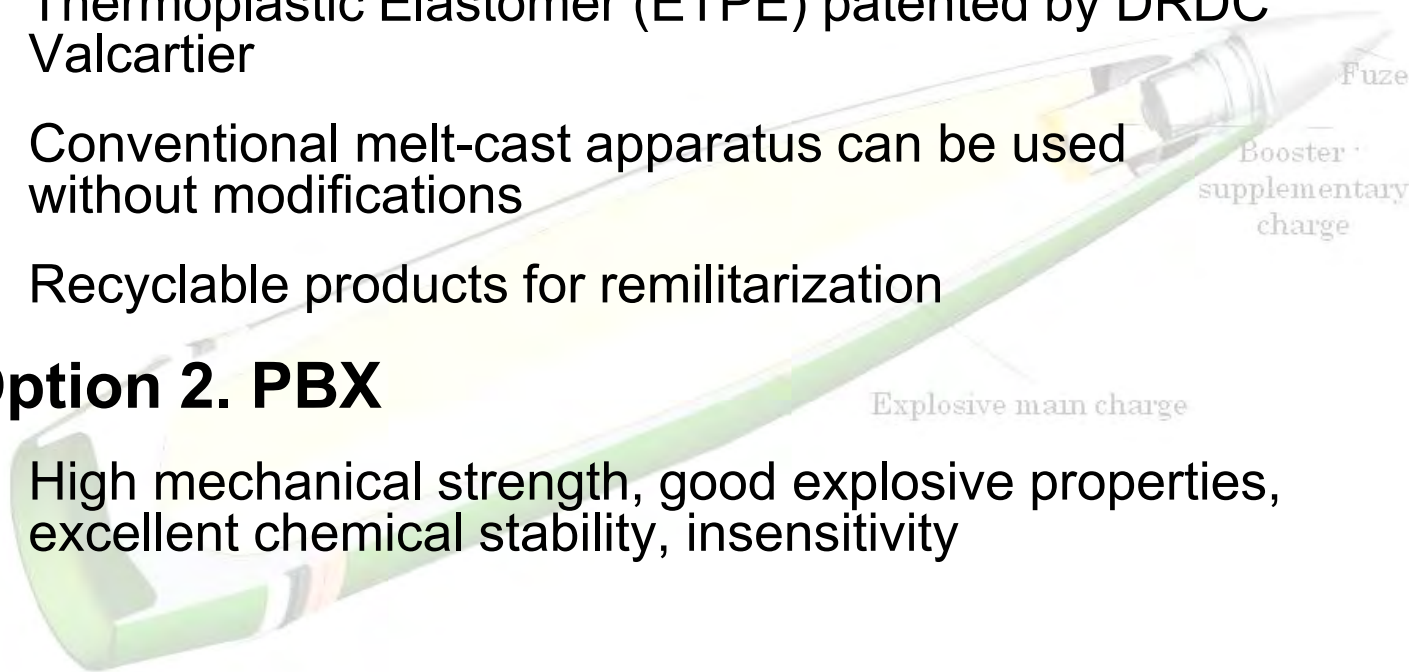 Thermoplastic Elastomer (ETPE) patented by DRDC
Valcartier
Fuze
Conventional melt-cast apparatus can be used
without modifications
Booster
supplementary
charge
Recyclable products for remilitarization
Option 2. PBX
Explosive main charge
High mechanical strength, good explosive properties,
excellent chemical stability, insensitivity